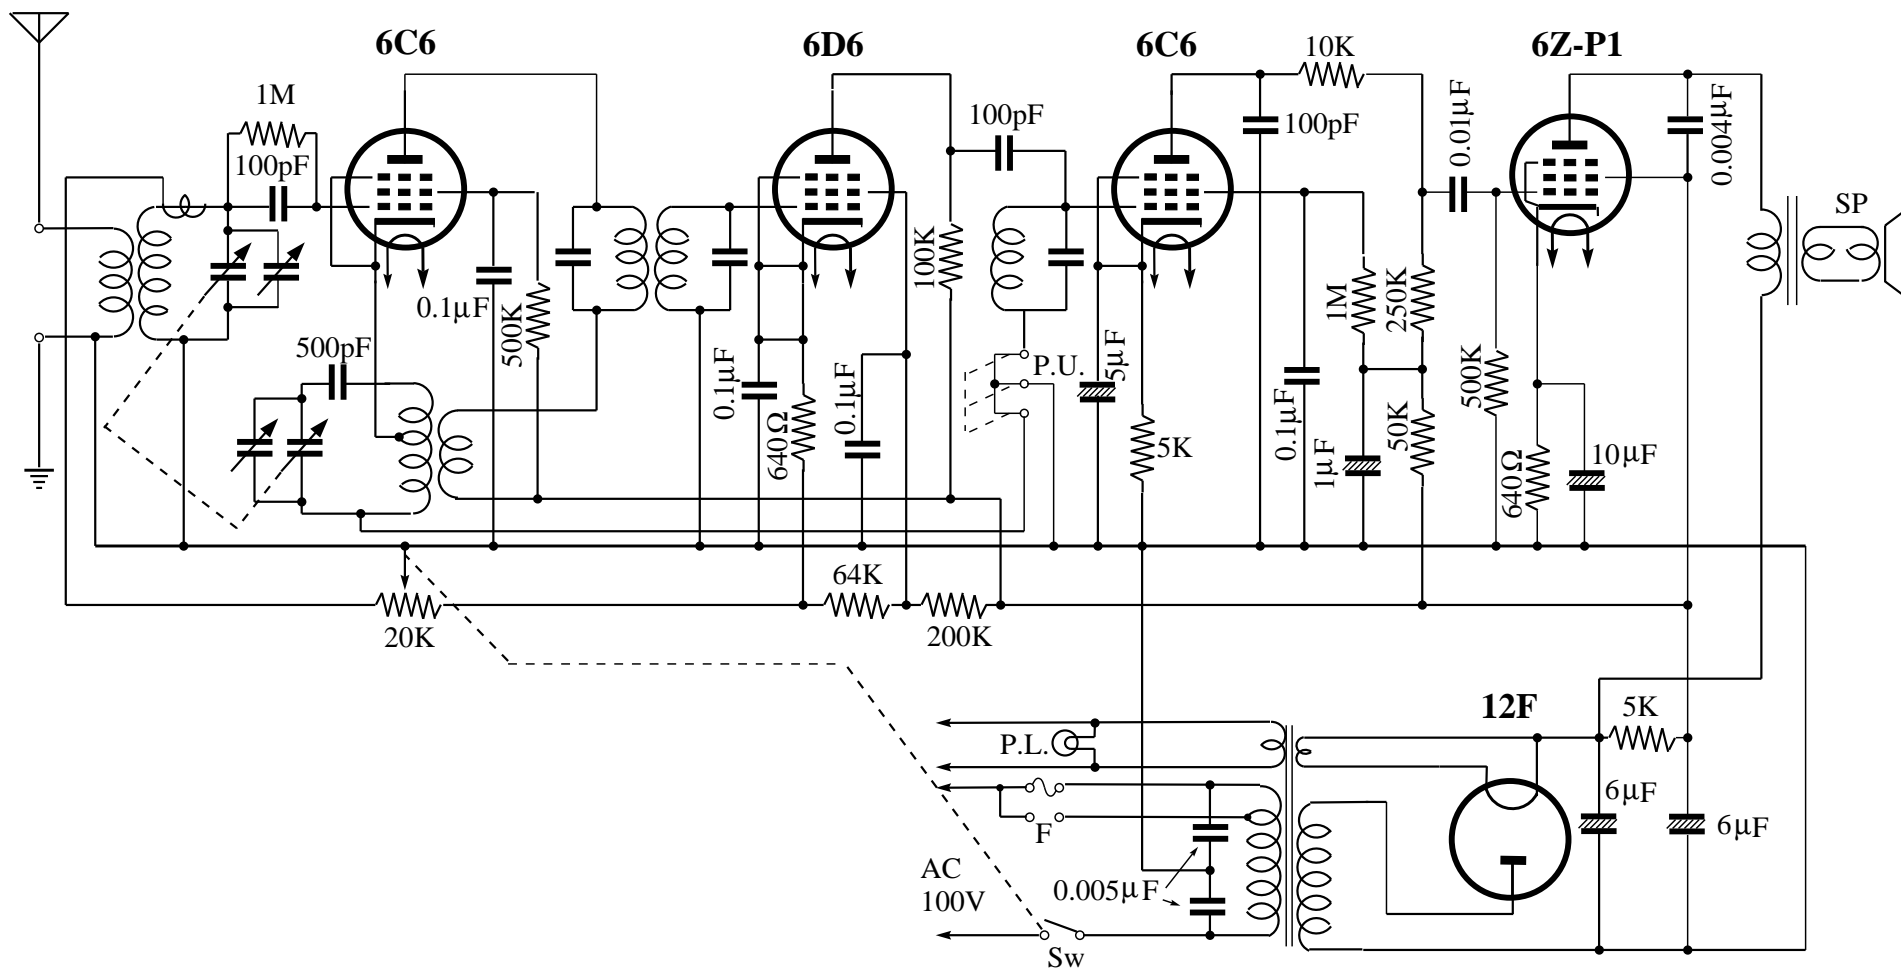 6C6
6D6
6C6
6Z-P1
10K
1M
100pF
100pF
100pF
0.01µF
0.004µF
SP
100K
0.1µF
500K
1M
250K
500pF
0.1µF
640Ω
0.1µF
P.U.
5µF
5K
0.1µF
1µF
50K
500K
640Ω
10µF
20K
64K
200K
12F
5K
P.L.
F
6µF
6µF
AC
100V
0.005µF
Sw